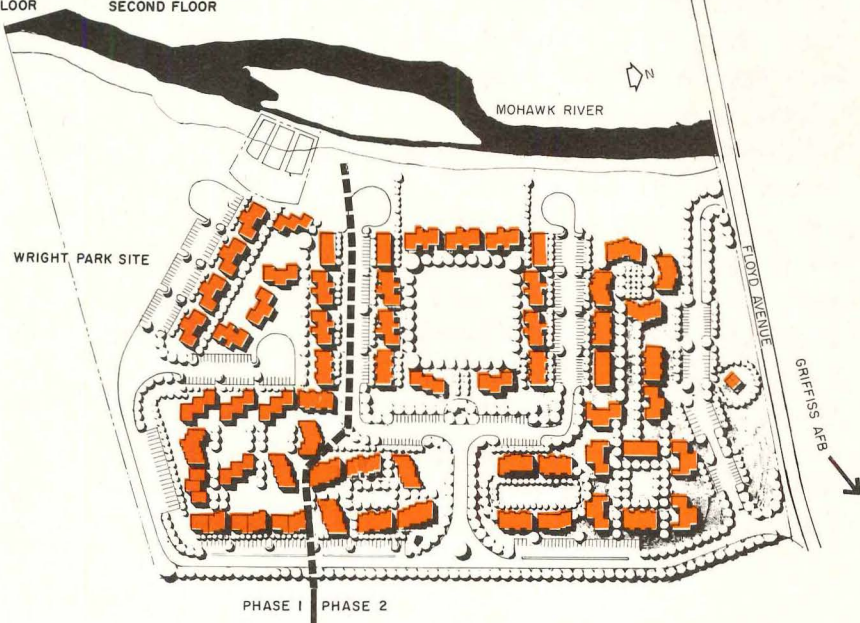 LOOR
SECOND FLOOR
N
MOHAWK RIVER
WRIGHT PARK SITE
FLOYD AVENUE
GRIFFISS AFB
PHASE 1
PHASE 2